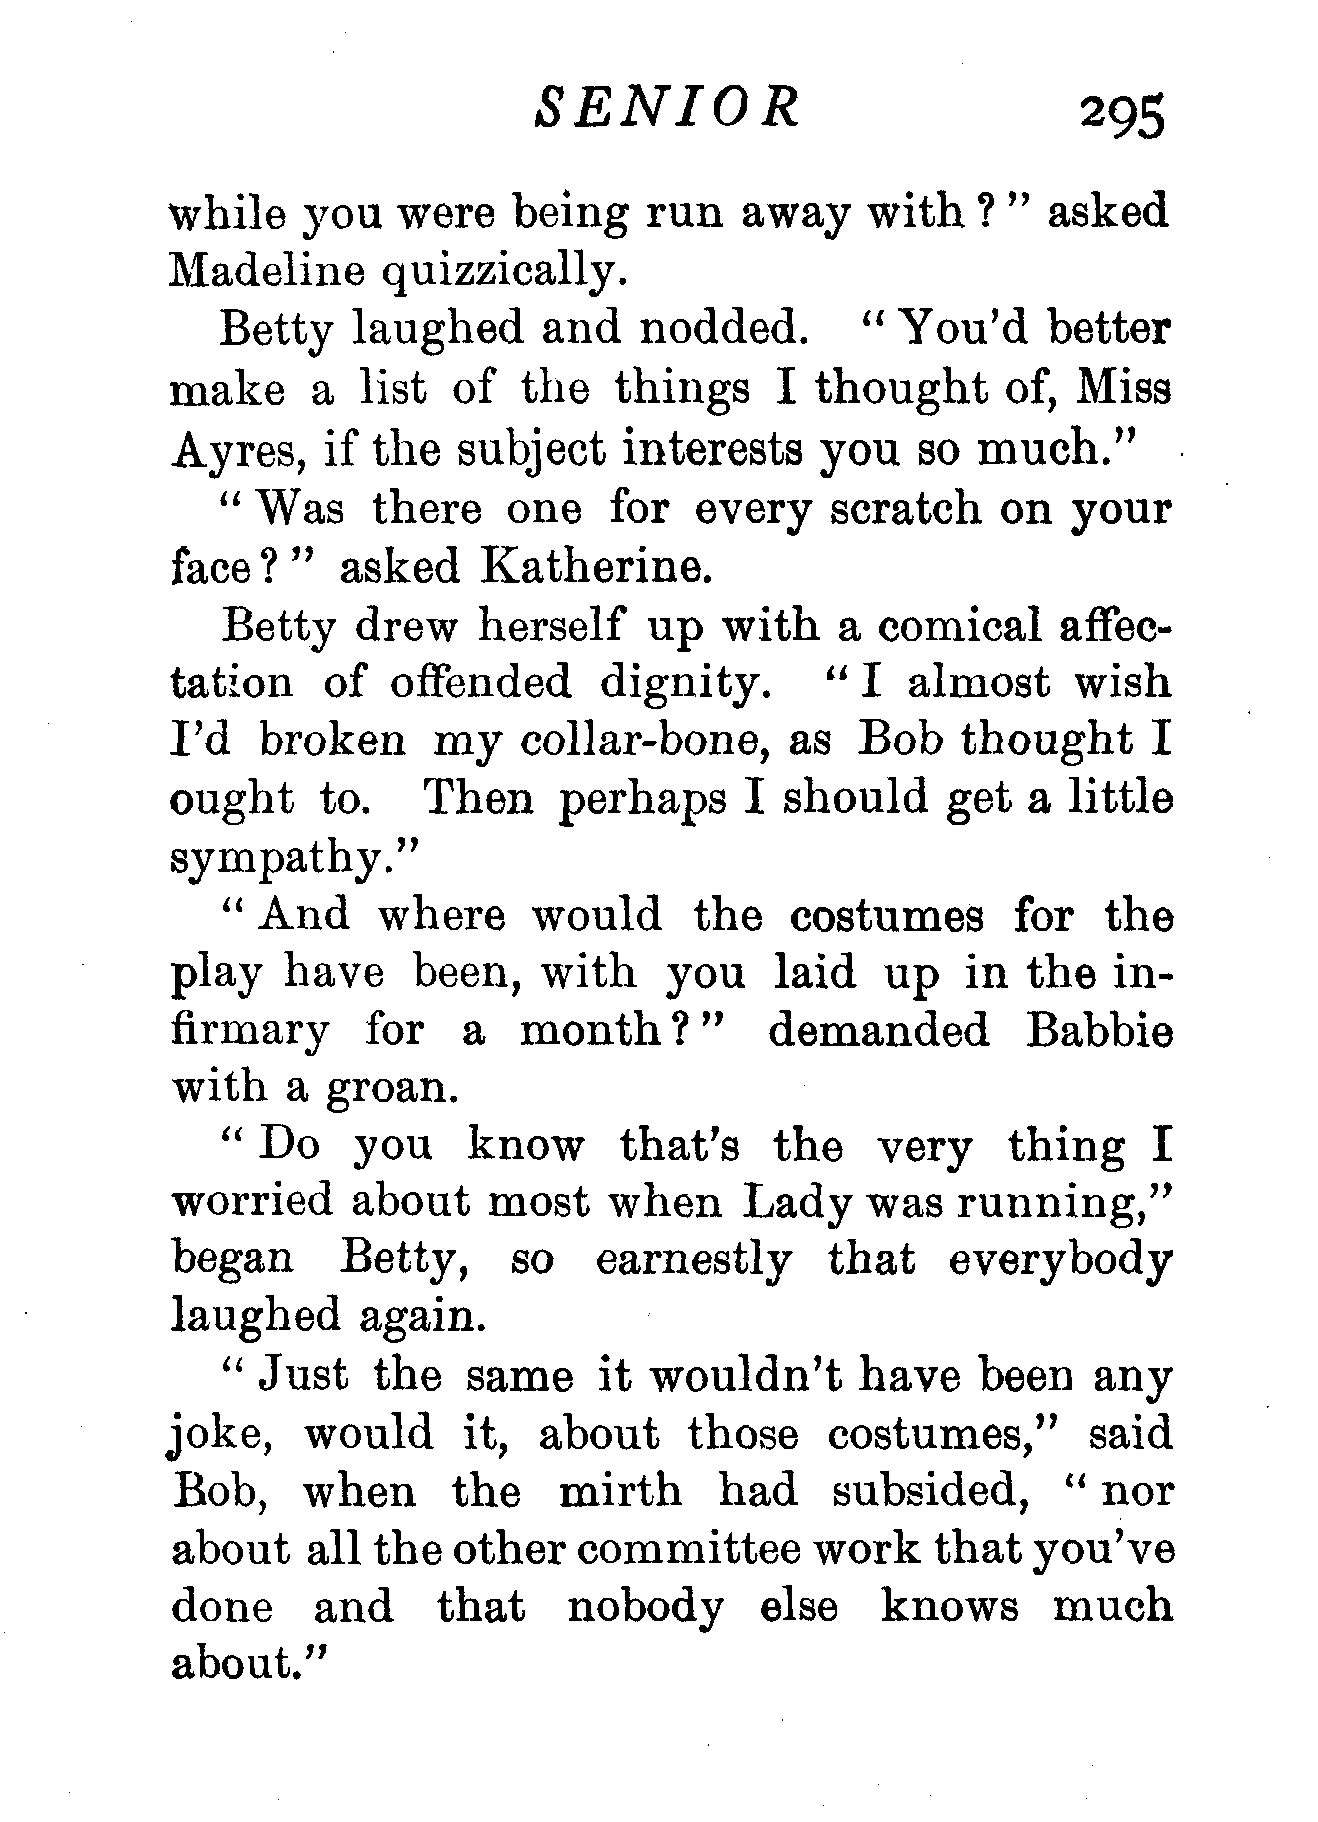 SENIOR 295
while you were being run away with ? ” asked
Madeline quizzically.
Betty laughed and nodded. “ You’d better
make a list of the things I thought of, Miss
Ayres, if the subject interests you so much.”
“ Was there one for every scratch on your
face ? ” asked Katherine.
Betty drew herself up with a comical affec-
tation of offended dignity. “ I almost wish
I’d broken my collar-bone, as Bob thought I
ought to. Then perhaps I should get a little
sympathy.”
“ And where would the costumes for the
play have been, with you laid up in the in-
firmary for a month ? ” demanded Babbie
with a groan.
“ Do you know that’s the very thing I
worried about most when Lady was running,”
began Betty, so earnestly that everybody
laughed again.
“ Just the same it wouldn’t have been any
joke, would it, about those costumes,” said
Bob, when the mirth had subsided, “ nor
about all the other committee work that you’ve
done and that nobody else knows much
about.”